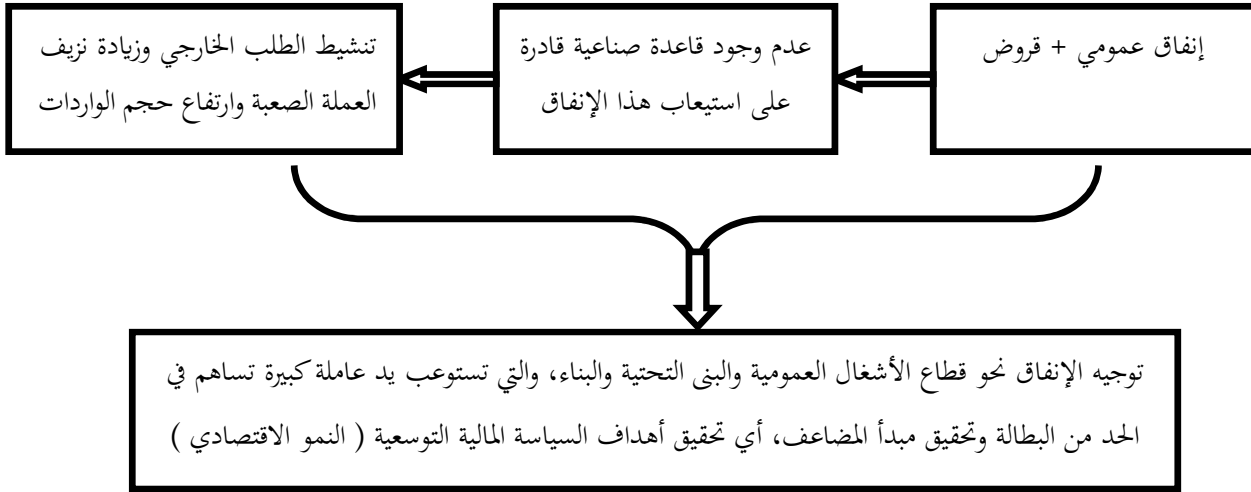 إنفاق عمومي + قروض
عدم وجود قاعدة صناعية قادرة
على استيعاب هذا الإنفاق
تنشيط الطلب الخارجي وزيادة نزيف
العملة الصعبة وارتفاع حجم الواردات
توجيه الإنفاق نحو قطاع الأشغال العمومية والبنى التحتية والبناء، والتي تستوعب يد عاملة كبيرة تساهم في
الحد من البطالة وتحقيق مبدأ المضاعف، أي تحقيق أهداف السياسة المالية التوسعية ( النمو الاقتصادي )